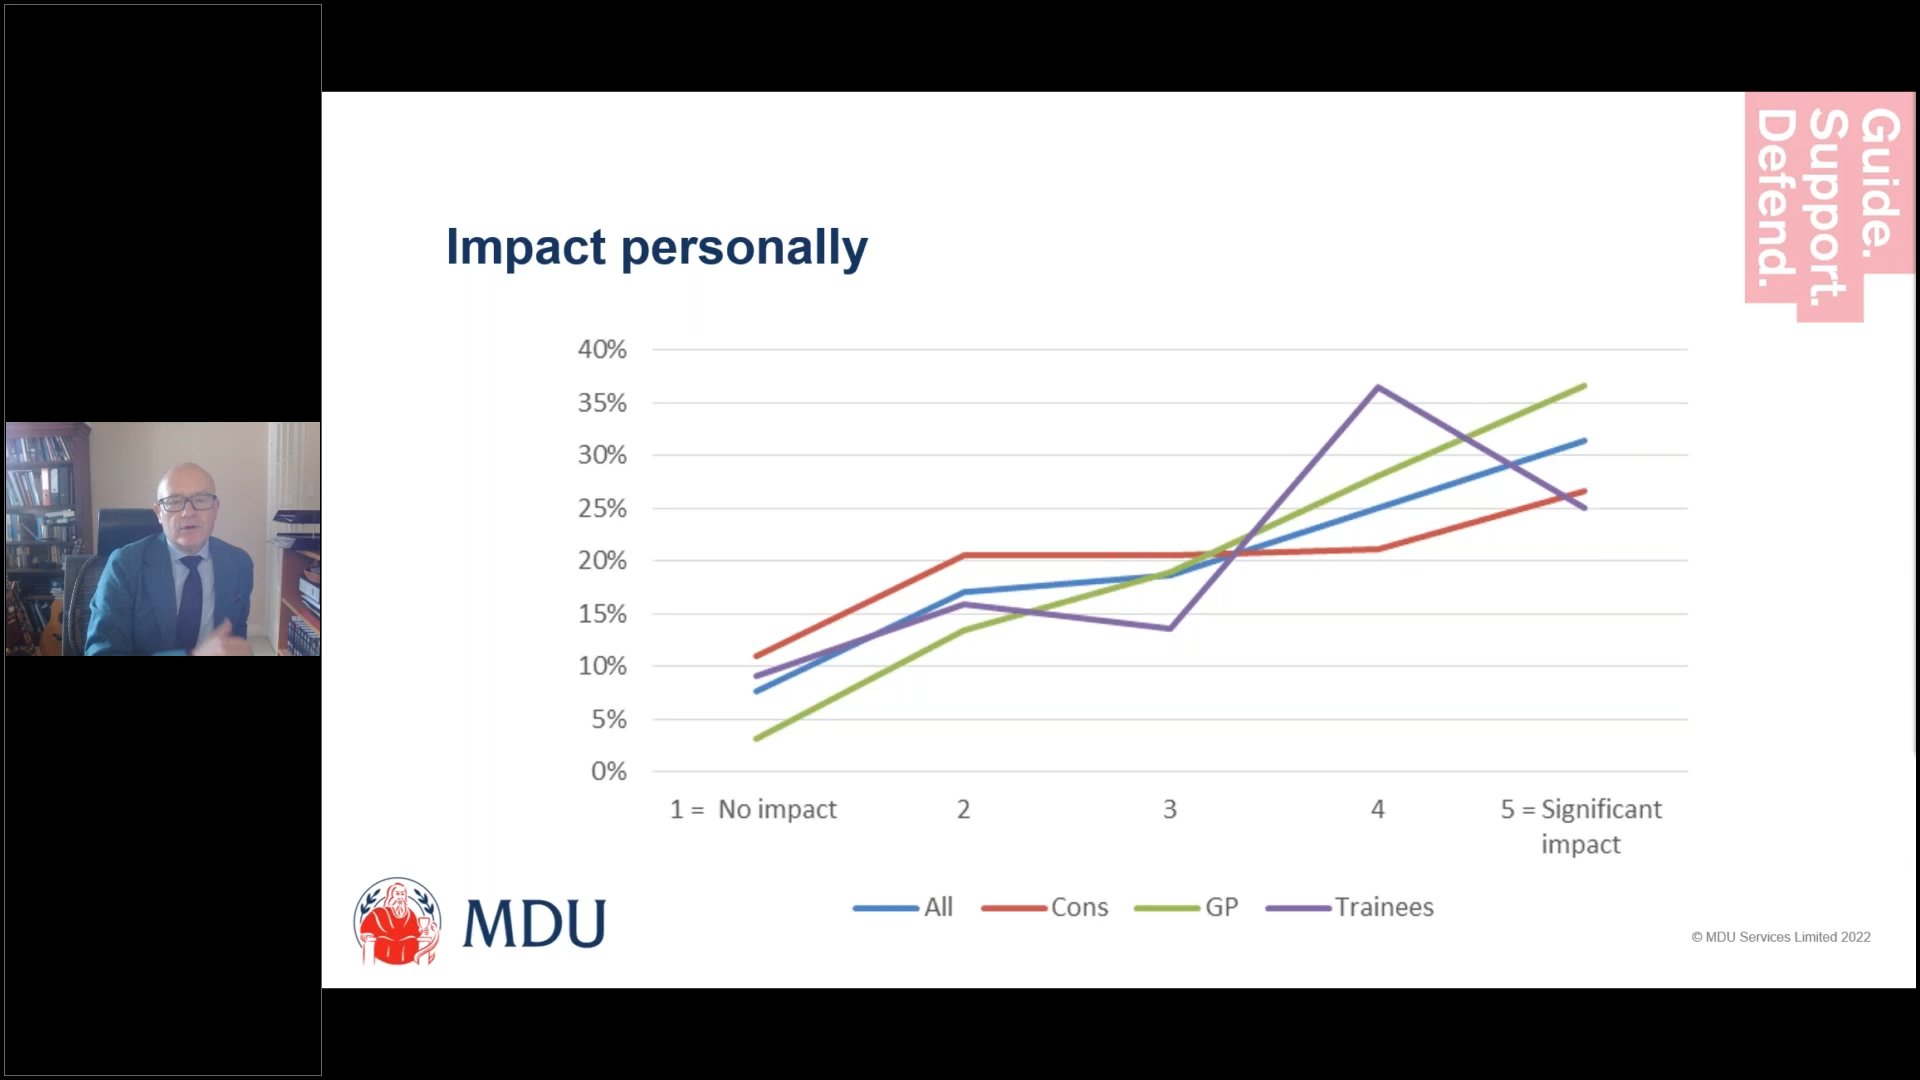 Guide.
Support.
Defend.
Impact personally
40%
35%
30%
25%
20%
15%
10%
5%
0%
1 = No impact
2
3
4
5 = Significant
impact
All
Cons
GP
Trainees
MDU
© MDU Services Limited 2022